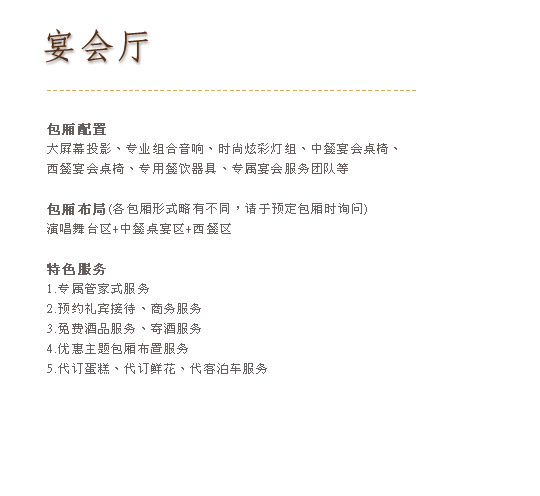 宴会厅
包厢配置
大屏幕投影、专业组合音响、时尚炫彩灯组、中餐宴会桌椅、
西餐宴会桌椅、专用餐饮器具、专属宴会服务团队等
包厢布局(各包厢形式略有不同，请于预定包厢时询问)
演唱舞台区+中餐桌宴区+西餐区
特色服务
1.专属管家式服务
2.预约礼宾接待、商务服务
3.免费酒品服务、寄酒服务
4.优惠主题包厢布置服务
5.代订蛋糕、代订鲜花、代客泊车服务